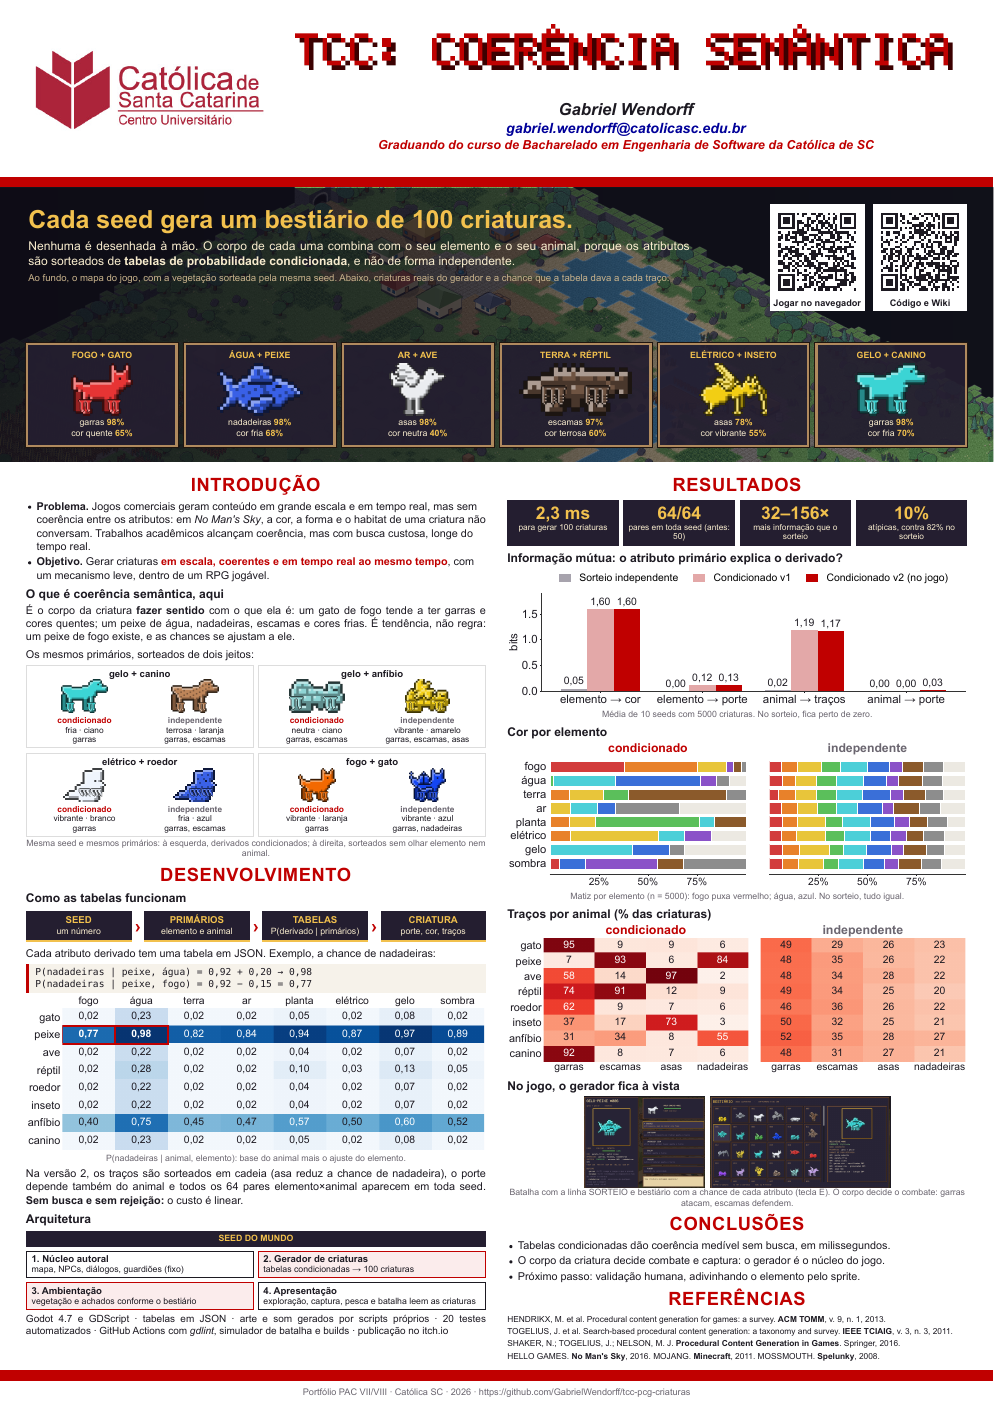 Católica de
Santa Catarina
Centro Universitário
TCC: COERÊNCIA SEMÂNTICA
Gabriel Wendorff
gabriel.wendorff@catolicasc.edu.br
Graduando do curso de Bacharelado em Engenharia de Software da Católica de SC
Cada seed gera um bestiário de 100 criaturas.
Nenhuma é desenhada à mão. O corpo de cada uma combina com o seu elemento e o seu animal, porque os atributos
são sorteados de tabelas de probabilidade condicionada, e não de forma independente.
Ao fundo, o mapa do jogo, com a vegetação sorteada pela mesma seed. Abaixo, criaturas reais do gerador e a chance que a tabela dava a cada traço.
Jogar no navegador
Código e Wiki
FOGO + GATO
garras 98%
cor quente 65%
ÁGUA + PEIXE
nadadeiras 98%
cor fria 68%
AR + AVE
asas 98%
cor neutra 40%
TERRA + RÉPTIL
escamas 97%
cor terrosa 60%
ELÉTRICO + INSETO
asas 78%
cor vibrante 55%
GELO + CANINO
garras 98%
cor fria 70%
INTRODUÇÃO
• Problema. Jogos comerciais geram conteúdo em grande escala e em tempo real, mas sem
coerência entre os atributos: em No Man's Sky, a cor, a forma e o habitat de uma criatura não
conversam. Trabalhos acadêmicos alcançam coerência, mas com busca custosa, longe do
tempo real.
• Objetivo. Gerar criaturas em escala, coerentes e em tempo real ao mesmo tempo, com
um mecanismo leve, dentro de um RPG jogável.
O que é coerência semântica, aqui
É o corpo da criatura fazer sentido com o que ela é: um gato de fogo tende a ter garras e
cores quentes; um peixe de água, nadadeiras, escamas e cores frias. É tendência, não regra:
um peixe de fogo existe, e as chances se ajustam a ele.
Os mesmos primários, sorteados de dois jeitos:
gelo + canino
condicionado
fria · ciano
garras
independente
terrosa · laranja
garras, escamas
gelo + anfíbio
condicionado
neutra · ciano
garras, escamas
independente
vibrante · amarelo
garras, escamas, asas
elétrico + roedor
condicionado
vibrante · branco
garras
independente
fria · azul
garras, escamas
fogo + gato
condicionado
vibrante · laranja
garras
independente
vibrante · azul
garras, nadadeiras
Mesma seed e mesmos primários: à esquerda, derivados condicionados; à direita, sorteados sem olhar elemento nem
animal.
DESENVOLVIMENTO
Como as tabelas funcionam
SEED
um número
›
PRIMÁRIOS
elemento e animal
›
TABELAS
P(derivado | primários)
›
CRIATURA
porte, cor, traços
Cada atributo derivado tem uma tabela em JSON. Exemplo, a chance de nadadeiras:
P(nadadeiras | peixe, água) = 0,92 + 0,20 → 0,98
P(nadadeiras | peixe, fogo) = 0,92 − 0,15 = 0,77
fogo água terra ar planta elétrico gelo sombra
gato 0,02 0,23 0,02 0,02 0,05 0,02 0,08 0,02
peixe 0,77 0,98 0,82 0,84 0,94 0,87 0,97 0,89
ave 0,02 0,22 0,02 0,02 0,04 0,02 0,07 0,02
réptil 0,02 0,28 0,02 0,02 0,10 0,03 0,13 0,05
roedor 0,02 0,22 0,02 0,02 0,04 0,02 0,07 0,02
inseto 0,02 0,22 0,02 0,02 0,04 0,02 0,07 0,02
anfíbio 0,40 0,75 0,45 0,47 0,57 0,50 0,60 0,52
canino 0,02 0,23 0,02 0,02 0,05 0,02 0,08 0,02
P(nadadeiras | animal, elemento): base do animal mais o ajuste do elemento.
Na versão 2, os traços são sorteados em cadeia (asa reduz a chance de nadadeira), o porte
depende também do animal e todos os 64 pares elemento×animal aparecem em toda seed.
Sem busca e sem rejeição: o custo é linear.
Arquitetura
SEED DO MUNDO
1. Núcleo autoral
mapa, NPCs, diálogos, guardiões (fixo)
2. Gerador de criaturas
tabelas condicionadas → 100 criaturas
3. Ambientação
vegetação e achados conforme o bestiário
4. Apresentação
exploração, captura, pesca e batalha leem as criaturas
Godot 4.7 e GDScript · tabelas em JSON · arte e som gerados por scripts próprios · 20 testes
automatizados · GitHub Actions com gdlint, simulador de batalha e builds · publicação no itch.io
RESULTADOS
2,3 ms
para gerar 100 criaturas
64/64
pares em toda seed (antes:
50)
32–156×
mais informação que o
sorteio
10%
atípicas, contra 82% no
sorteio
Informação mútua: o atributo primário explica o derivado?
Sorteio independente
Condicionado v1
Condicionado v2 (no jogo)
bits
1.5
1.0
0.5
0.0
0,05 1,60 1,60
0,00 0,12 0,13
0,02 1,19 1,17
0,00 0,00 0,03
elemento → cor elemento → porte animal → traços animal → porte
Média de 10 seeds com 5000 criaturas. No sorteio, fica perto de zero.
Cor por elemento
condicionado
independente
fogo
água
terra
ar
planta
elétrico
gelo
sombra
25% 50% 75%
25% 50% 75%
Matiz por elemento (n = 5000): fogo puxa vermelho; água, azul. No sorteio, tudo igual.
Traços por animal (% das criaturas)
condicionado
independente
gato 95 9 9 6 49 29 26 23
peixe 7 93 6 84 48 35 26 22
ave 58 14 97 2 48 34 28 22
réptil 74 91 12 9 49 34 25 20
roedor 62 9 7 6 46 36 26 22
inseto 37 17 73 3 50 32 25 21
anfíbio 31 34 8 55 52 35 28 27
canino 92 8 7 6 48 31 27 21
garras escamas asas nadadeiras garras escamas asas nadadeiras
No jogo, o gerador fica à vista
Batalha com a linha SORTEIO e bestiário com a chance de cada atributo (tecla E). O corpo decide o combate: garras
atacam, escamas defendem.
CONCLUSÕES
• Tabelas condicionadas dão coerência medível sem busca, em milissegundos.
• O corpo da criatura decide combate e captura: o gerador é o núcleo do jogo.
• Próximo passo: validação humana, adivinhando o elemento pelo sprite.
REFERÊNCIAS
HENDRIKX, M. et al. Procedural content generation for games: a survey. ACM TOMM, v. 9, n. 1, 2013.
TOGELIUS, J. et al. Search-based procedural content generation: a taxonomy and survey. IEEE TCIAIG, v. 3, n. 3, 2011.
SHAKER, N.; TOGELIUS, J.; NELSON, M. J. Procedural Content Generation in Games. Springer, 2016.
HELLO GAMES. No Man's Sky, 2016. MOJANG. Minecraft, 2011. MOSSMOUTH. Spelunky, 2008.
Portfólio PAC VII/VIII · Católica SC · 2026 · https://github.com/GabrielWendorff/tcc-pcg-criaturas